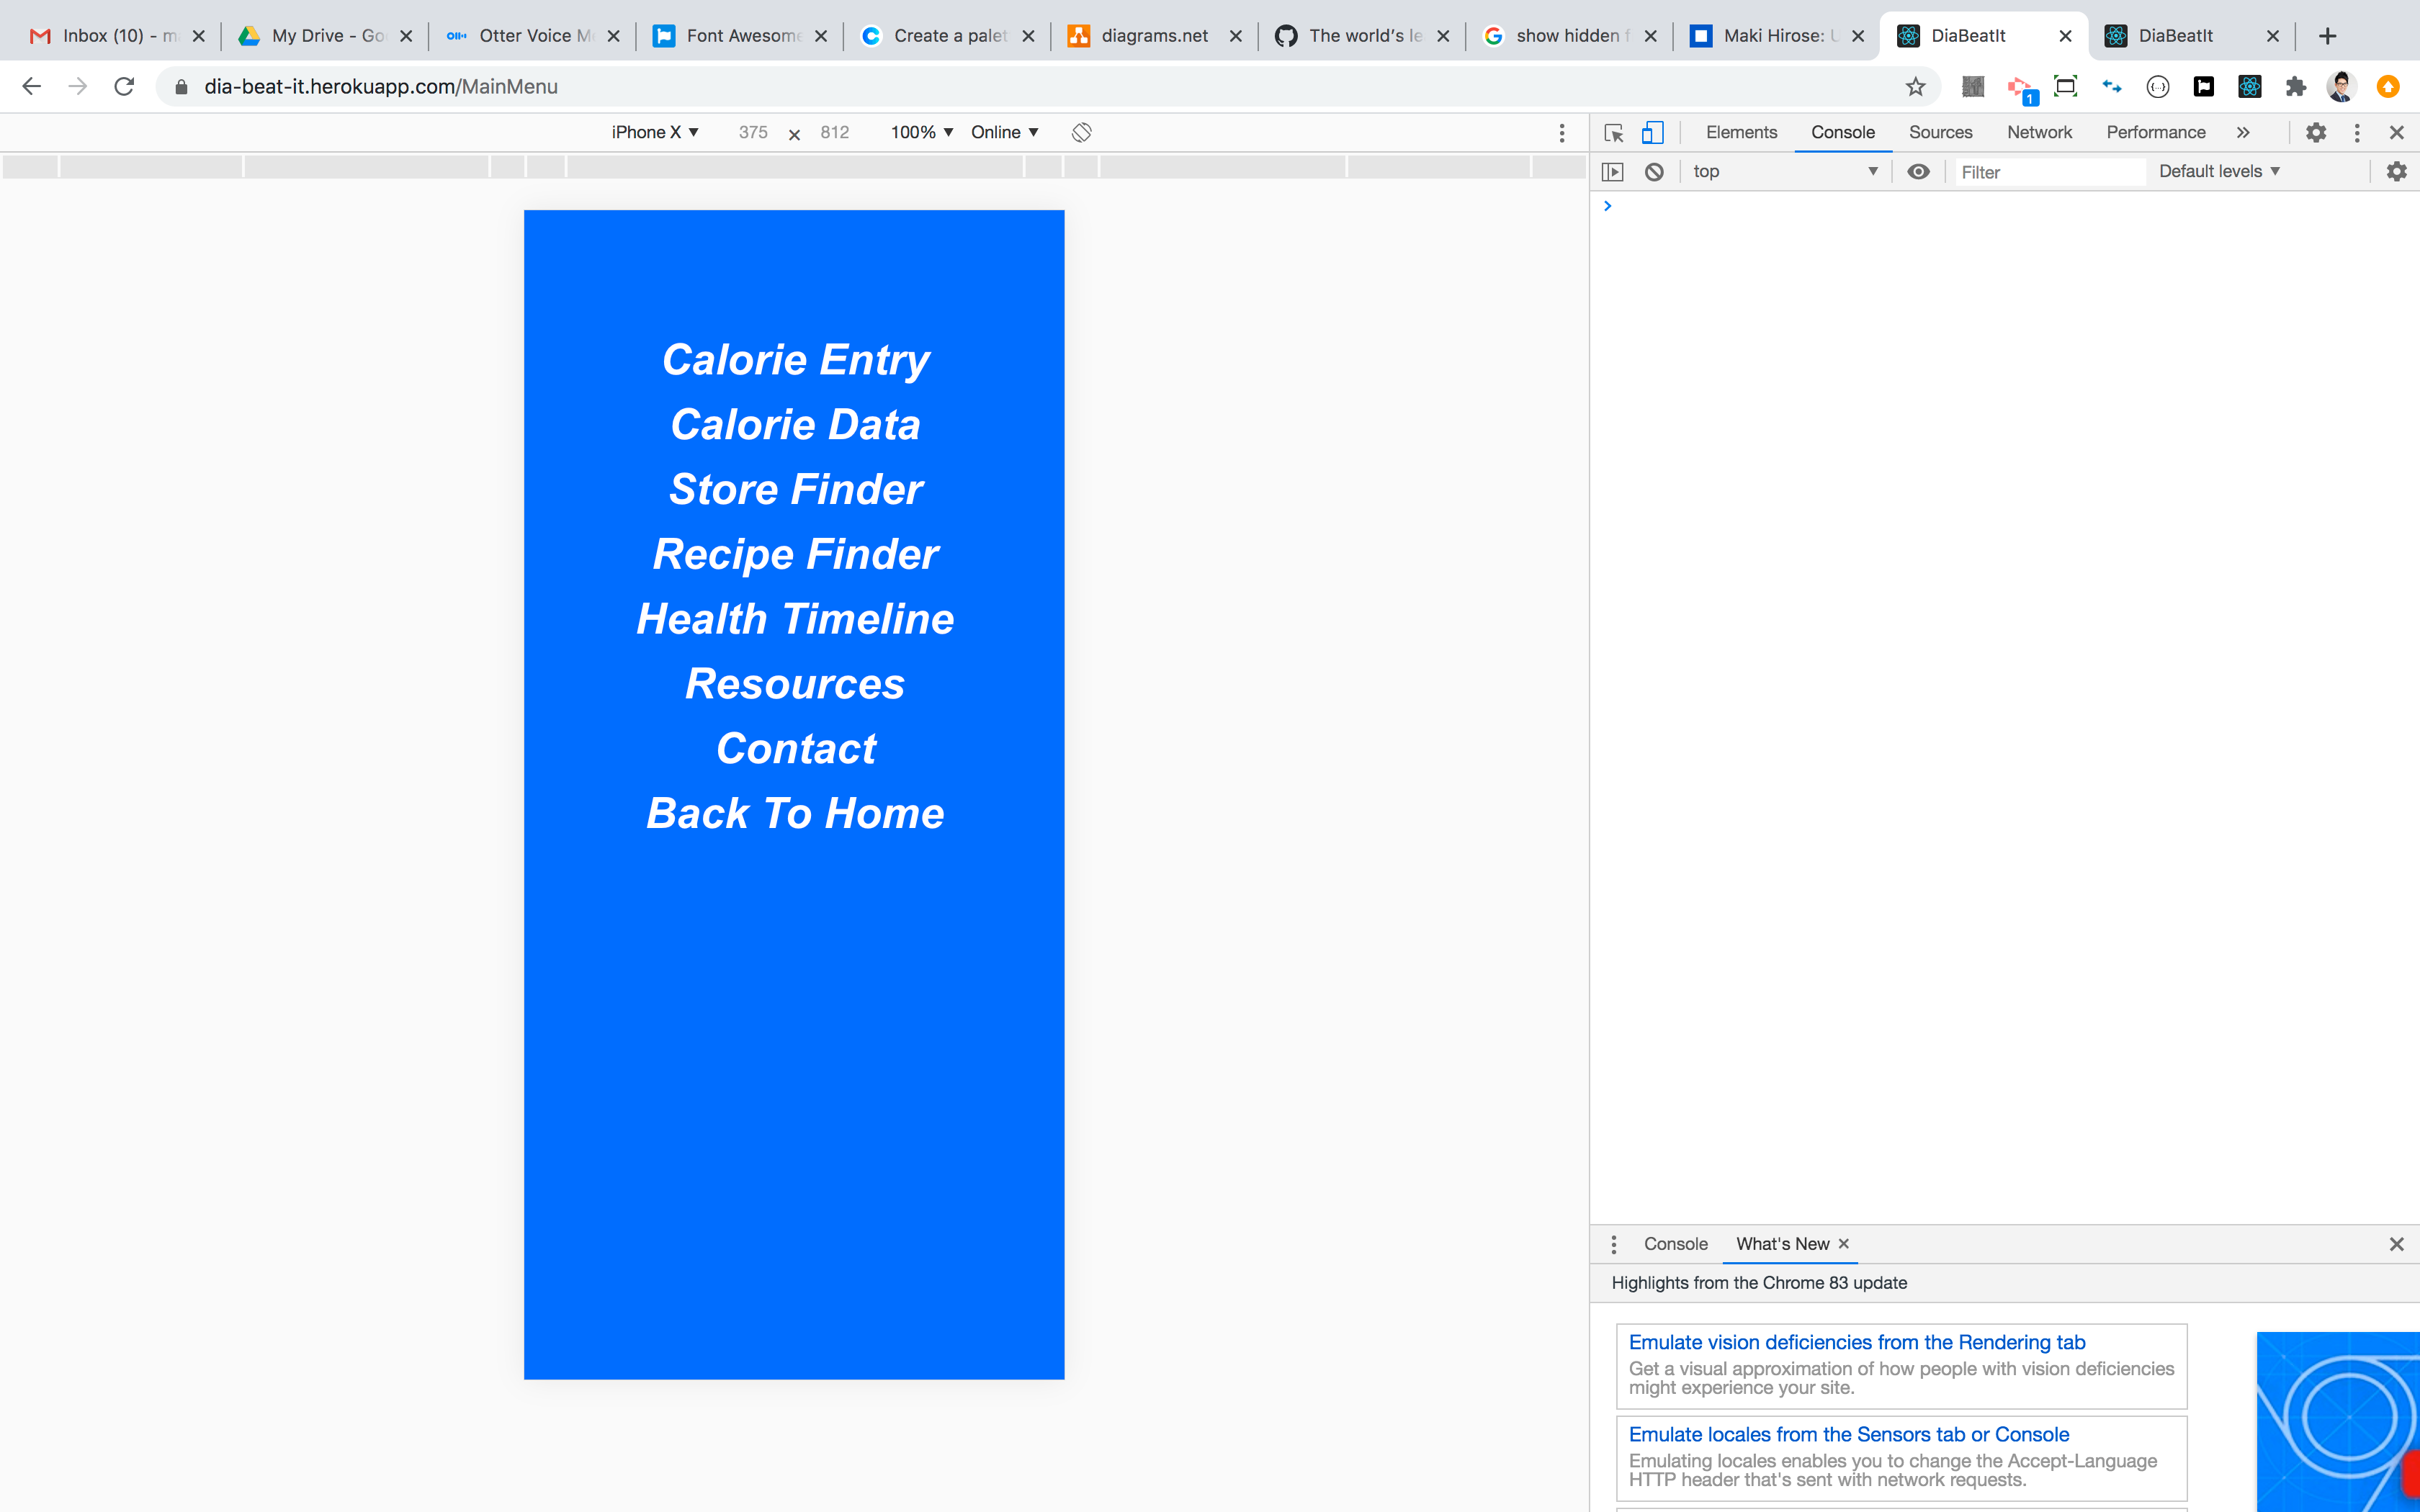 Inbox (10) - m
My Drive - Go
Otter Voice M
Font Awesome
Create a palet
diagrams.net
The world's le
show hidden f
Maki Hirose: U
DiaBeatIt
DiaBeatIt
dia-beat-it.herokuapp.com/MainMenu
1
iPhone X 375 x 812 100% Online
Elements Console Sources Network Performance
top Filter Default levels
Calorie Entry
Calorie Data
Store Finder
Recipe Finder
Health Timeline
Resources
Contact
Back To Home
Console What's New
Highlights from the Chrome 83 update
Emulate vision deficiencies from the Rendering tab
Get a visual approximation of how people with vision deficiencies
might experience your site.
Emulate locales from the Sensors tab or Console
Emulating locales enables you to change the Accept-Language
HTTP header that's sent with network requests.